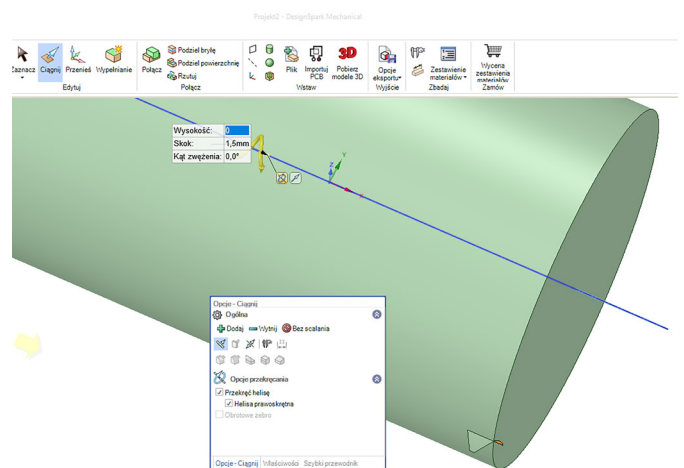 Projekt2 - DesignSpark Mechanical
Zaznacz
Ciągnij
Przenieś
Wypełnianie
Edytuj
Połącz
Podziel bryłę
Podziel powierzchnię
Rzutuj
Połącz
Plik
Importuj PCB
3D
Pobierz modele 3D
Wstaw
Opcje eksportu
Wyjście
Zestawienie materiałów
Zbadaj
Wycena zestawienia materiałów
Zamów
Wysokość: 0
Skok: 1,5mm
Kąt zwężenia: 0,0°
Z
Y
X
Opcje - Ciągnij
Ogólna
Dodaj Wytnij Bez scalania
Opcje przekręcania
Przekręć helisę
Helisa prawoskrętna
Obrotowe żebro
Opcje - Ciągnij Właściwości Szybki przewodnik